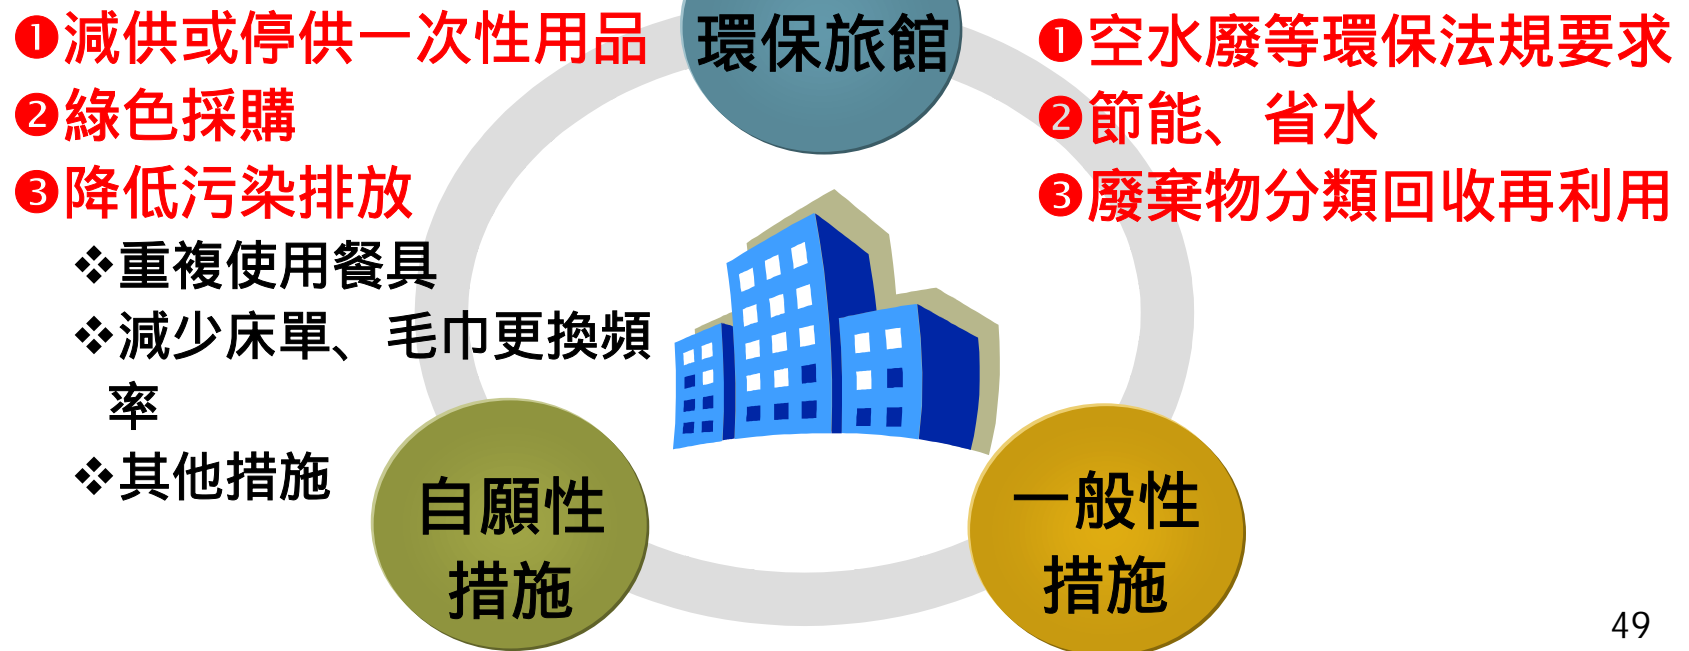 環保旅館
❶減供或停供一次性用品
❷綠色採購
❸降低污染排放
❖重複使用餐具
❖減少床單、毛巾更換頻
率
❖其他措施
自願性
措施
❶空水廢等環保法規要求
❷節能、省水
❸廢棄物分類回收再利用
一般性
措施
49